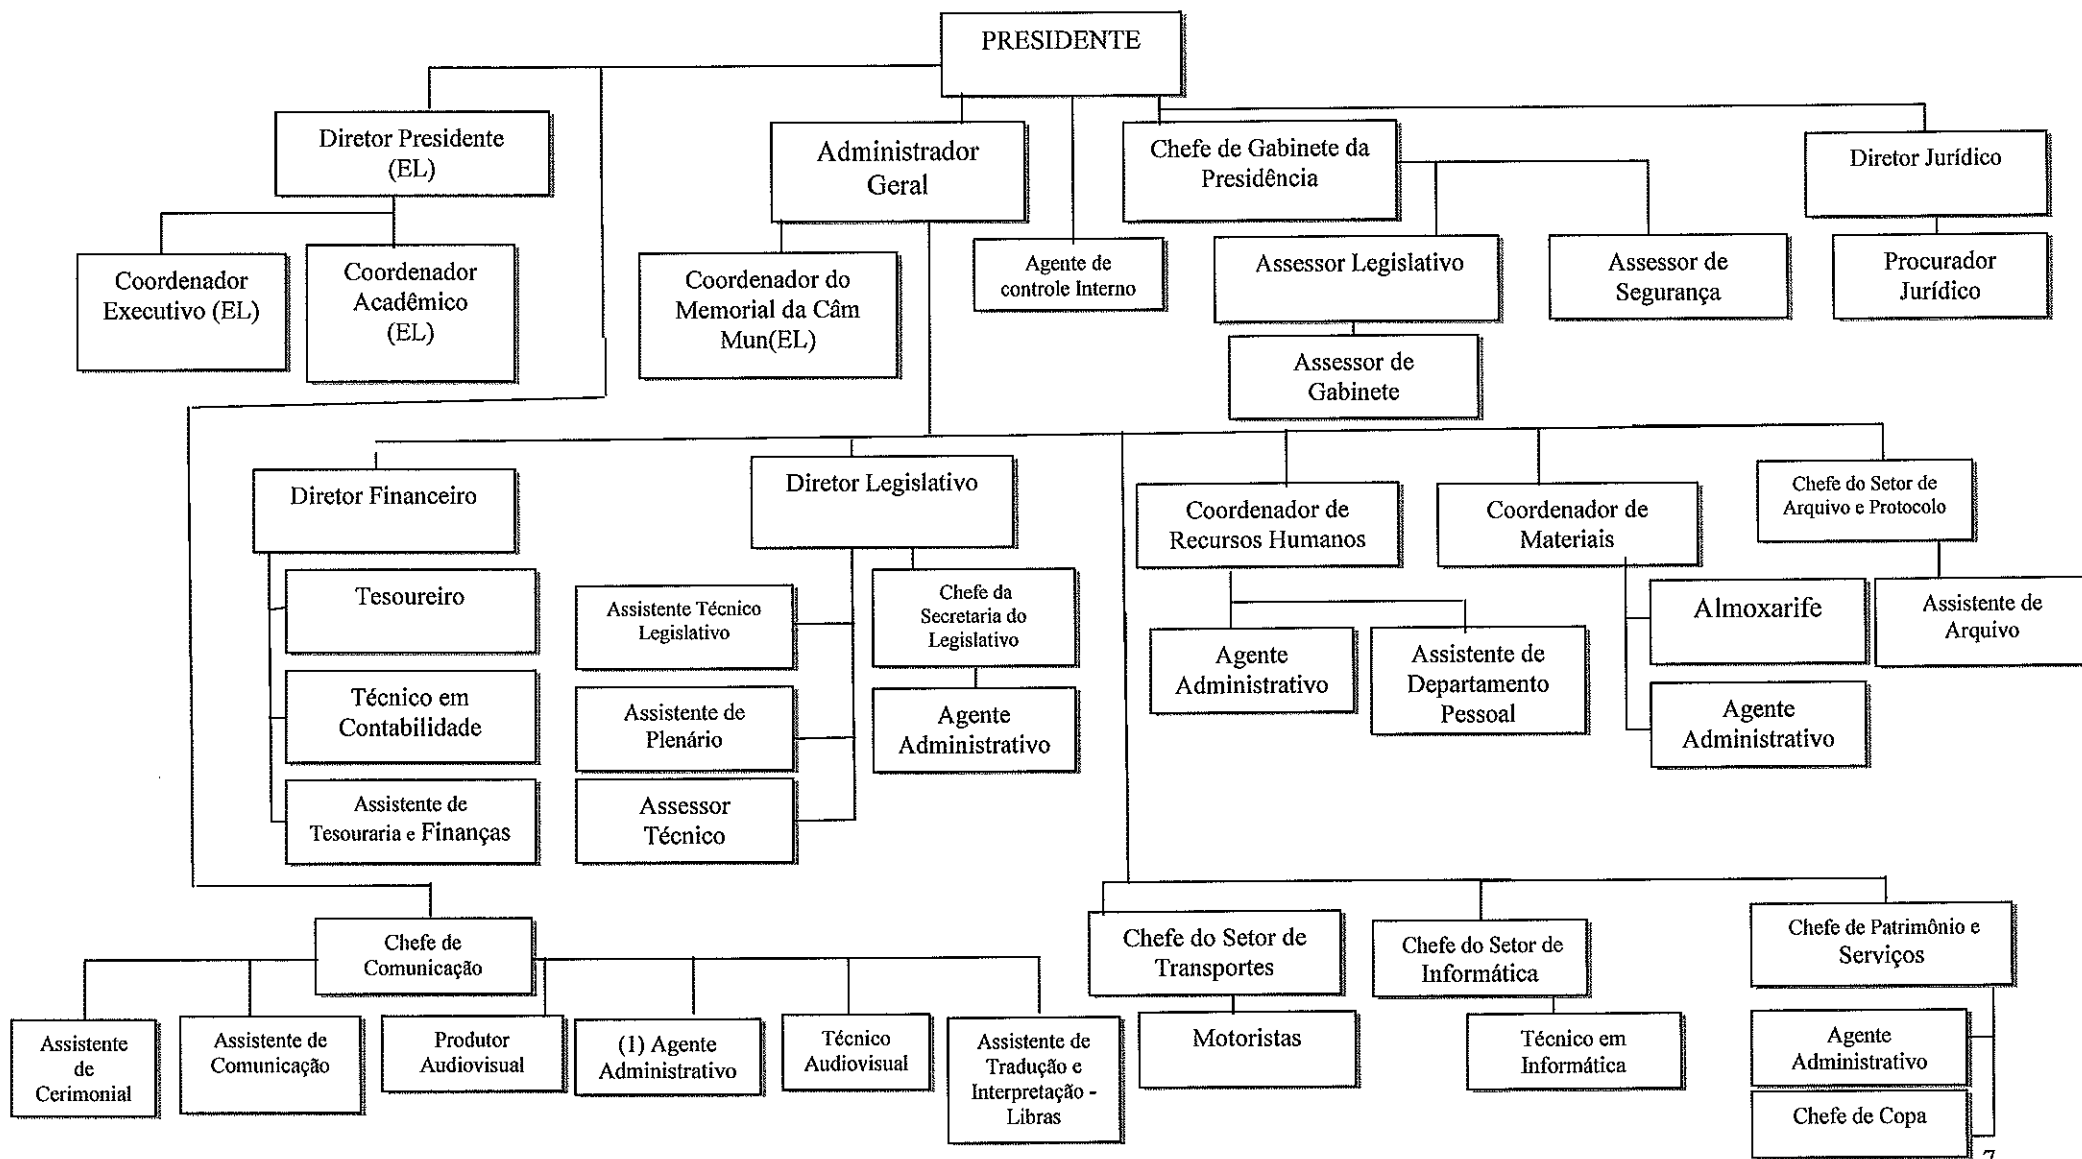 PRESIDENTE
Diretor Presidente
(EL)
Administrador
Geral
Chefe de Gabinete da
Presidência
Diretor Jurídico
Coordenador
Executivo (EL)
Coordenador
Acadêmico
(EL)
Coordenador do
Memorial da Câm
Mun(EL)
Agente de
controle Interno
Assessor Legislativo
Assessor de
Segurança
Procurador
Jurídico
Assessor de
Gabinete
Diretor Financeiro
Diretor Legislativo
Coordenador de
Recursos Humanos
Coordenador de
Materiais
Chefe do Setor de
Arquivo e Protocolo
Tesoureiro
Assistente Técnico
Legislativo
Chefe da
Secretaria do
Legislativo
Agente
Administrativo
Assistente de
Departamento
Pessoal
Almoxarife
Assistente de
Arquivo
Técnico em
Contabilidade
Assistente de
Plenário
Agente
Administrativo
Agente
Administrativo
Assistente de
Tesouraria e Finanças
Assessor
Técnico
Chefe de
Comunicação
Chefe do Setor de
Transportes
Chefe do Setor de
Informática
Chefe de Patrimônio e
Serviços
Assistente
de
Cerimonial
Assistente de
Comunicação
Produtor
Audiovisual
(1) Agente
Administrativo
Técnico
Audiovisual
Assistente de
Tradução e
Interpretação -
Libras
Motoristas
Técnico em
Informática
Agente
Administrativo
Chefe de Copa
7